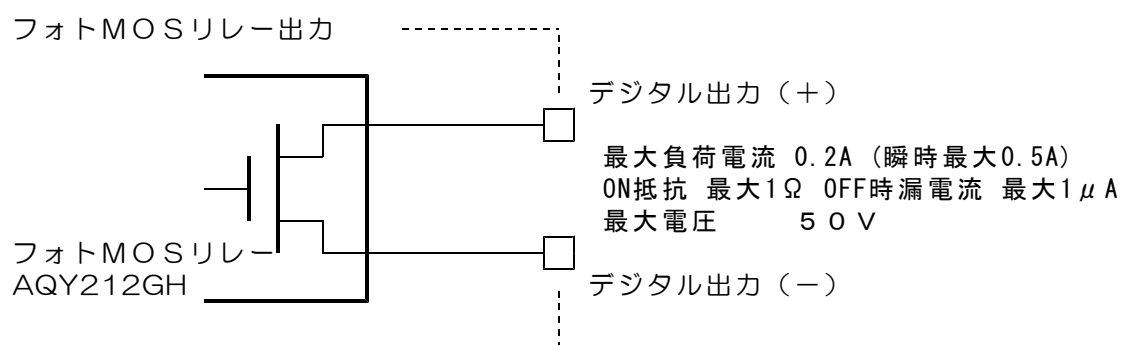 フォトＭＯＳリレー出力
デジタル出力（＋）
最大負荷電流 0.2A (瞬時最大0.5A)
ON抵抗 最大1Ω OFF時漏電流 最大1μA
最大電圧　　５０Ｖ
フォトＭＯＳリレー
AQY212GH
デジタル出力（－）